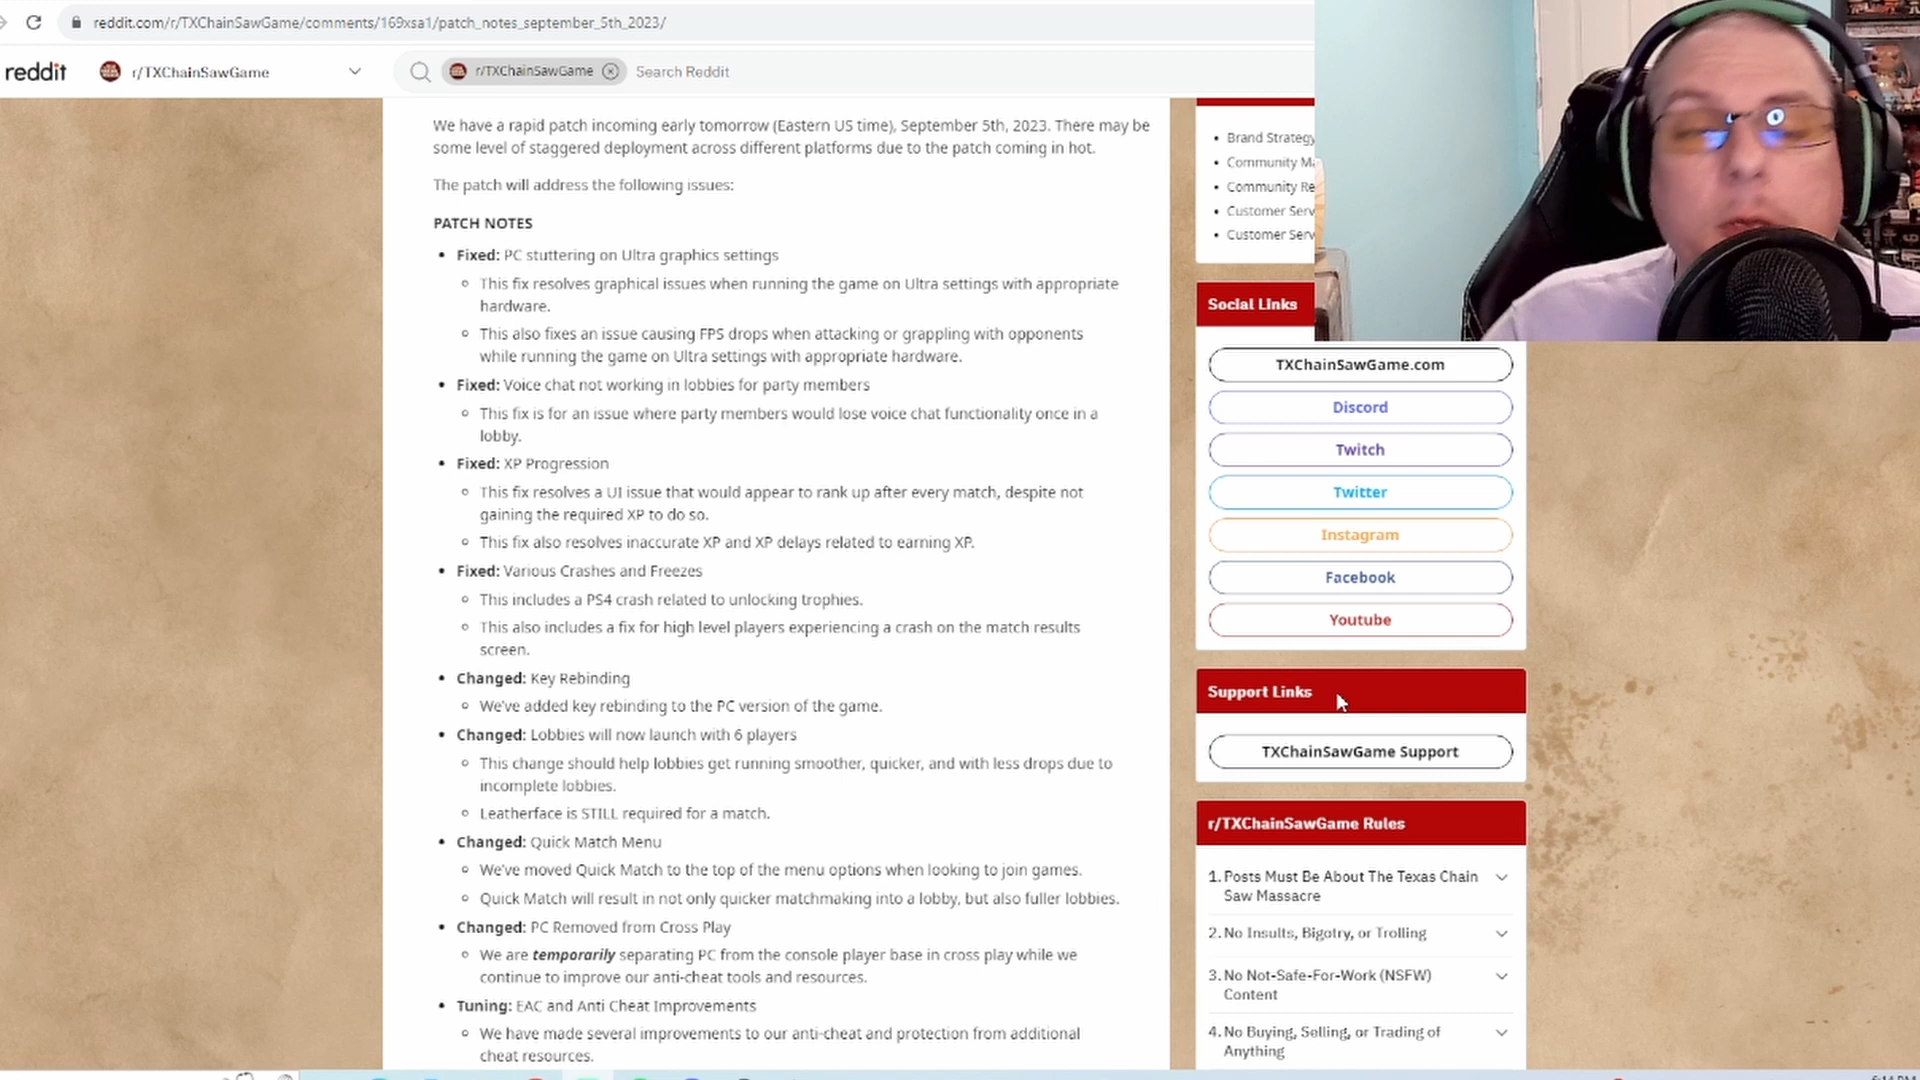 reddit.com/r/TXChainSawGame/comments/169xsa1/patch_notes_september_5th_2023/
reddit
r/TXChainSawGame
r/TXChainSawGame
Search Reddit
We have a rapid patch incoming early tomorrow (Eastern US time), September 5th, 2023. There may be
some level of staggered deployment across different platforms due to the patch coming in hot.
The patch will address the following issues:
PATCH NOTES
• Fixed: PC stuttering on Ultra graphics settings
This fix resolves graphical issues when running the game on Ultra settings with appropriate
hardware.
This also fixes an issue causing FPS drops when attacking or grappling with opponents
while running the game on Ultra settings with appropriate hardware.
• Fixed: Voice chat not working in lobbies for party members
This fix is for an issue where party members would lose voice chat functionality once in a
lobby.
• Fixed: XP Progression
This fix resolves a UI issue that would appear to rank up after every match, despite not
gaining the required XP to do so.
This fix also resolves inaccurate XP and XP delays related to earning XP.
• Fixed: Various Crashes and Freezes
This includes a PS4 crash related to unlocking trophies.
This also includes a fix for high level players experiencing a crash on the match results
screen.
• Changed: Key Rebinding
We've added key rebinding to the PC version of the game.
• Changed: Lobbies will now launch with 6 players
This change should help lobbies get running smoother, quicker, and with less drops due to
incomplete lobbies.
Leatherface is STILL required for a match.
• Changed: Quick Match Menu
We've moved Quick Match to the top of the menu options when looking to join games.
Quick Match will result in not only quicker matchmaking into a lobby, but also fuller lobbies.
• Changed: PC Removed from Cross Play
We are temporarily separating PC from the console player base in cross play while we
continue to improve our anti-cheat tools and resources.
• Tuning: EAC and Anti Cheat Improvements
We have made several improvements to our anti-cheat and protection from additional
cheat resources.
• Brand Strategy
• Community Ma
• Community Re
• Customer Serv
• Customer Serv
Social Links
TXChainSawGame.com
Discord
Twitch
Twitter
Instagram
Facebook
Youtube
Support Links
TXChainSawGame Support
r/TXChainSawGame Rules
1. Posts Must Be About The Texas Chain
Saw Massacre
2. No Insults, Bigotry, or Trolling
3. No Not-Safe-For-Work (NSFW)
Content
4. No Buying, Selling, or Trading of
Anything